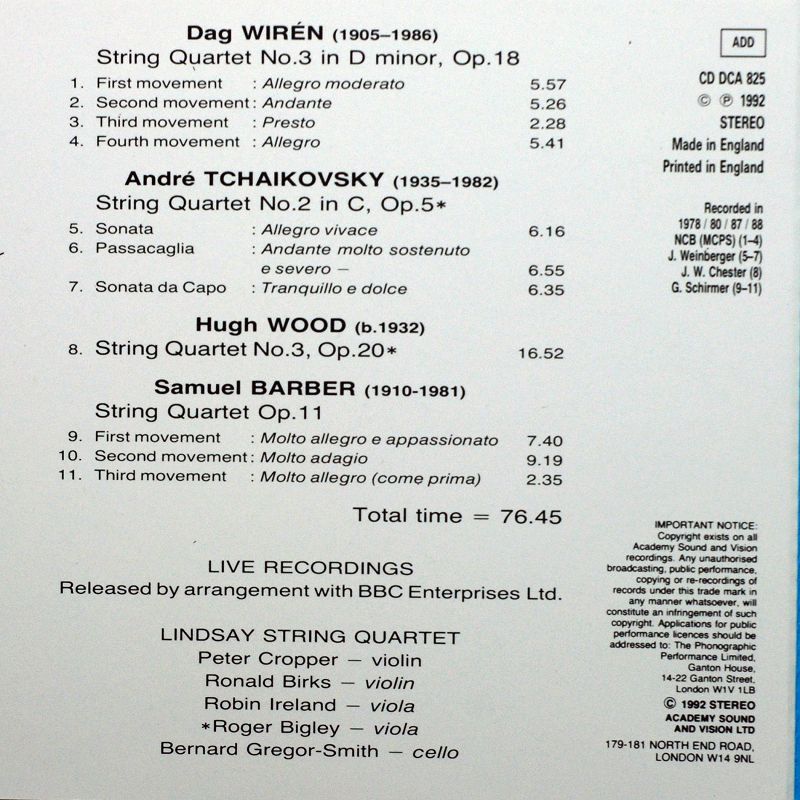 Dag WIRÉN (1905–1986)
String Quartet No.3 in D minor, Op.18
1. First movement : Allegro moderato 5.57
2. Second movement : Andante 5.26
3. Third movement : Presto 2.28
4. Fourth movement : Allegro 5.41
André TCHAIKOVSKY (1935–1982)
String Quartet No.2 in C, Op.5*
5. Sonata : Allegro vivace 6.16
6. Passacaglia : Andante molto sostenuto
e severo – 6.55
7. Sonata da Capo : Tranquillo e dolce 6.35
Hugh WOOD (b.1932)
8. String Quartet No.3, Op.20* 16.52
Samuel BARBER (1910-1981)
String Quartet Op.11
9. First movement : Molto allegro e appassionato 7.40
10. Second movement : Molto adagio 9.19
11. Third movement : Molto allegro (come prima) 2.35
Total time = 76.45
LIVE RECORDINGS
Released by arrangement with BBC Enterprises Ltd.
LINDSAY STRING QUARTET
Peter Cropper – violin
Ronald Birks – violin
Robin Ireland – viola
*Roger Bigley – viola
Bernard Gregor-Smith – cello
ADD
CD DCA 825
© ℗ 1992
STEREO
Made in England
Printed in England
Recorded in
1978 / 80 / 87 / 88
NCB (MCPS) (1–4)
J. Weinberger (5–7)
J. W. Chester (8)
G. Schirmer (9–11)
IMPORTANT NOTICE:
Copyright exists on all
Academy Sound and Vision
recordings. Any unauthorised
broadcasting, public performance,
copying or re-recordings of
records under this trade mark in
any manner whatsoever, will
constitute an infringement of such
copyright. Applications for public
performance licences should be
addressed to: The Phonographic
Performance Limited,
Ganton House,
14-22 Ganton Street,
London W1V 1LB
© 1992 STEREO
ACADEMY SOUND
AND VISION LTD
179-181 NORTH END ROAD,
LONDON W14 9NL